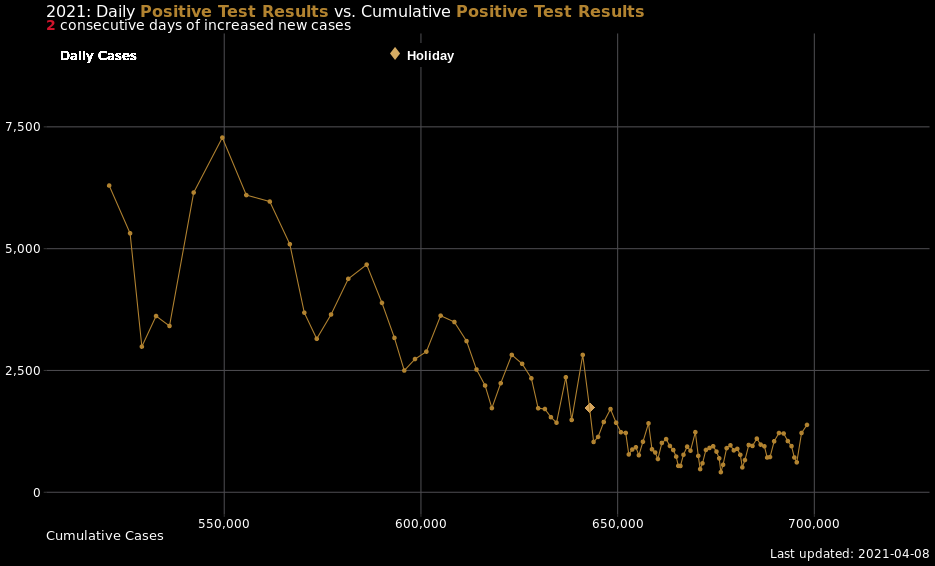 2021: Daily Positive Test Results vs. Cumulative Positive Test Results
2 consecutive days of increased new cases
Daily Cases
Holiday
7,500
5,000
2,500
0
550,000
600,000
650,000
700,000
Cumulative Cases
Last updated: 2021-04-08